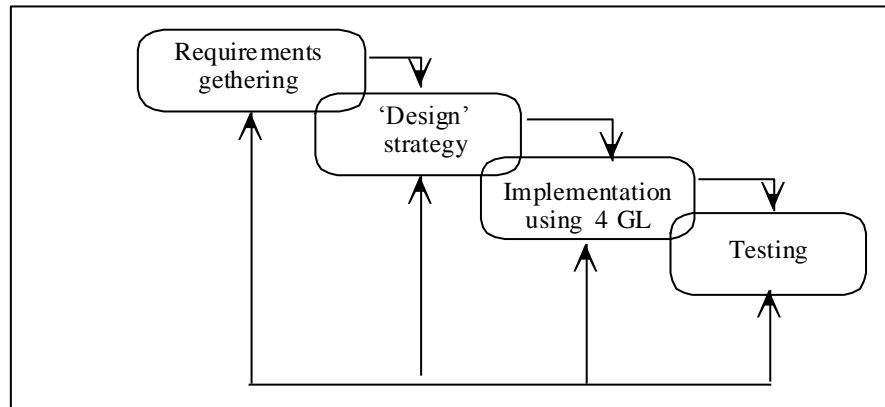 Requirements
gethering
‘Design’
strategy
Implementation
using 4 GL
Testing